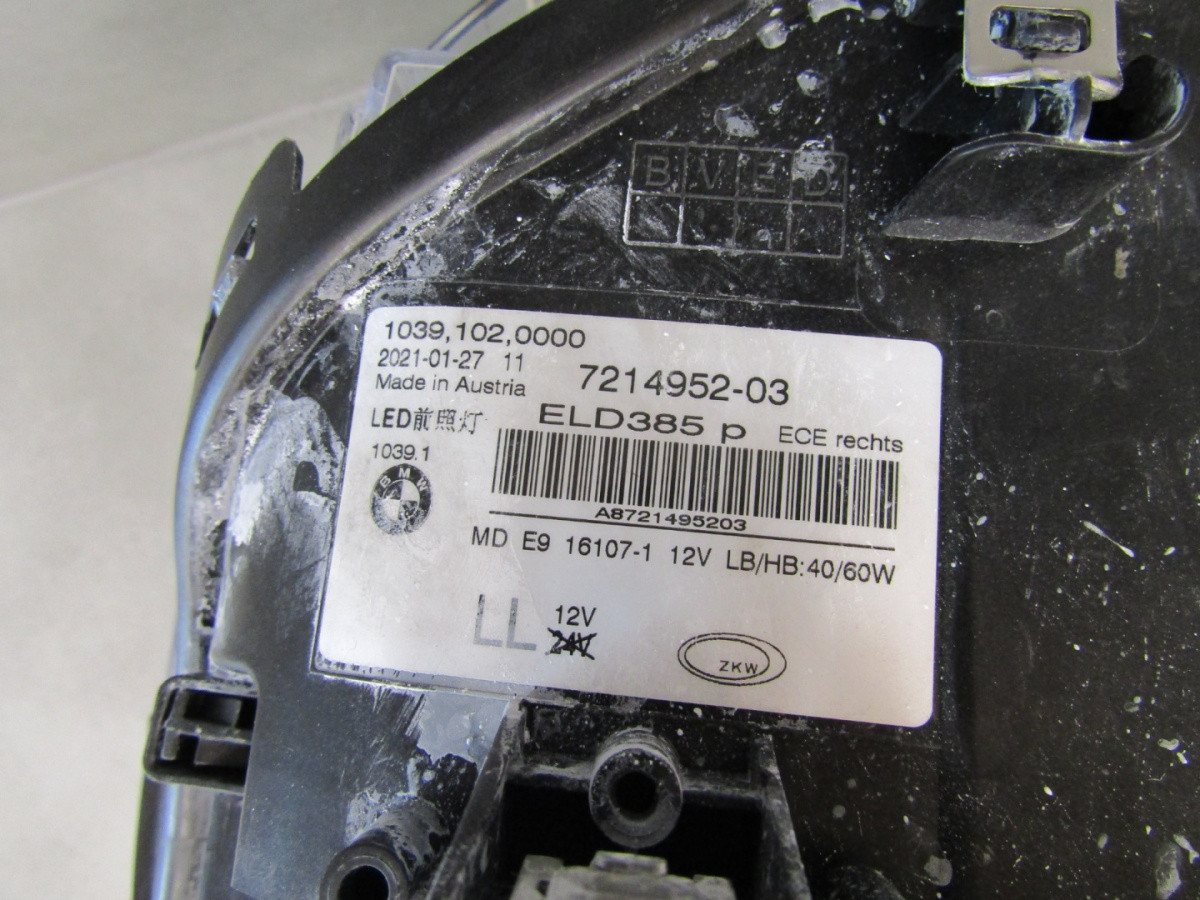 B V E D
1039,102,0000
2021-01-27 11
Made in Austria
7214952-03
LED前照灯
ELD385 p ECE rechts
1039.1
BMW
A8721495203
MD E9 16107-1 12V LB/HB:40/60W
LL 12V
24V
ZKW